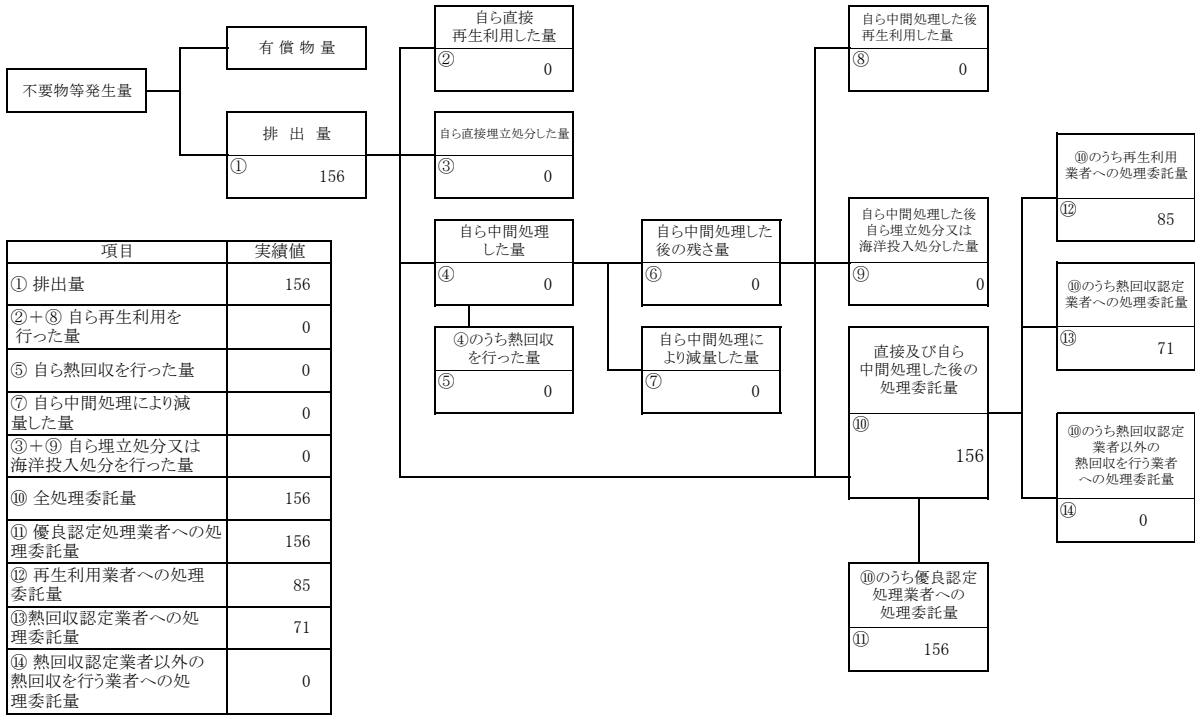 不要物等発生量
有 償 物 量
排 出 量
①
156
自ら直接
再生利用した量
②
0
自ら直接埋立処分した量
③
0
自ら中間処理
した量
④
0
④のうち熱回収
を行った量
⑤
0
自ら中間処理した
後の残さ量
⑥
0
自ら中間処理に
より減量した量
⑦
0
自ら中間処理した後
再生利用した量
⑧
0
自ら中間処理した後
自ら埋立処分又は
海洋投入処分した量
⑨
0
直接及び自ら
中間処理した後の
処理委託量
⑩
156
⑩のうち優良認定
処理業者への
処理委託量
⑪
156
⑩のうち再生利用
業者への処理委託量
⑫
85
⑩のうち熱回収認定
業者への処理委託量
⑬
71
⑩のうち熱回収認定
業者以外の
熱回収を行う業者
への処理委託量
⑭
0
項目 実績値
① 排出量 156
②+⑧ 自ら再生利用を
行った量 0
⑤ 自ら熱回収を行った量 0
⑦ 自ら中間処理により減
量した量 0
③+⑨ 自ら埋立処分又は
海洋投入処分を行った量 0
⑩ 全処理委託量 156
⑪ 優良認定処理業者への処
理委託量 156
⑫ 再生利用業者への処理
委託量 85
⑬熱回収認定業者への処
理委託量 71
⑭ 熱回収認定業者以外の
熱回収を行う業者への処
理委託量 0